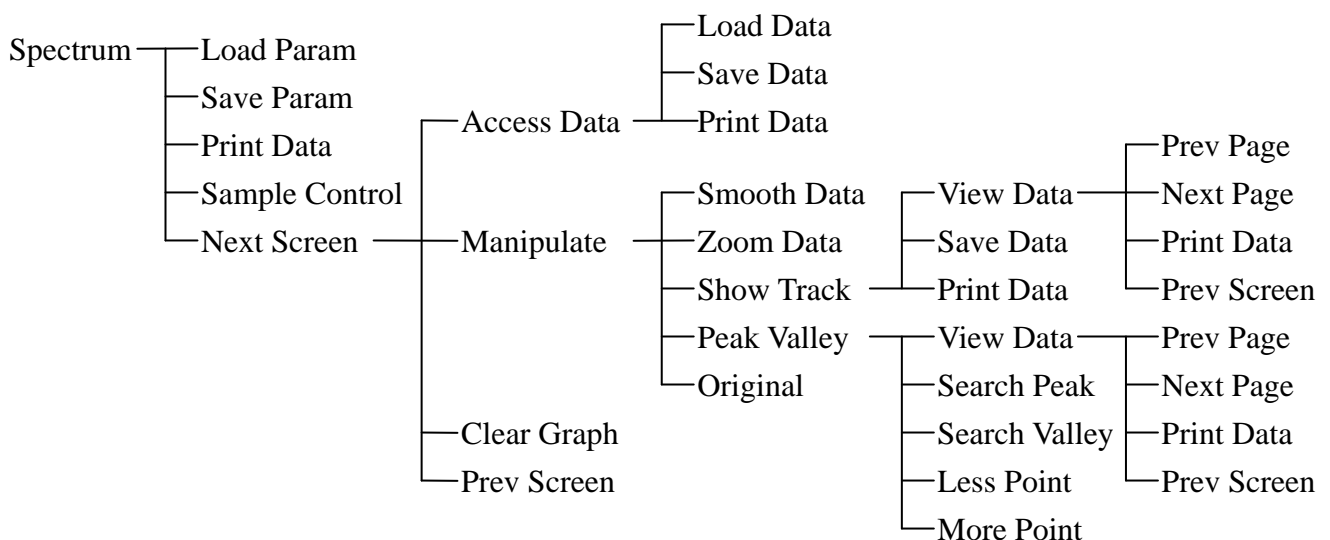 Spectrum
Load Param
Save Param
Print Data
Sample Control
Next Screen
Access Data
Load Data
Save Data
Print Data
Manipulate
Smooth Data
Zoom Data
Show Track
View Data
Prev Page
Next Page
Print Data
Prev Screen
Save Data
Print Data
Peak Valley
View Data
Prev Page
Next Page
Print Data
Prev Screen
Search Peak
Search Valley
Less Point
More Point
Original
Clear Graph
Prev Screen